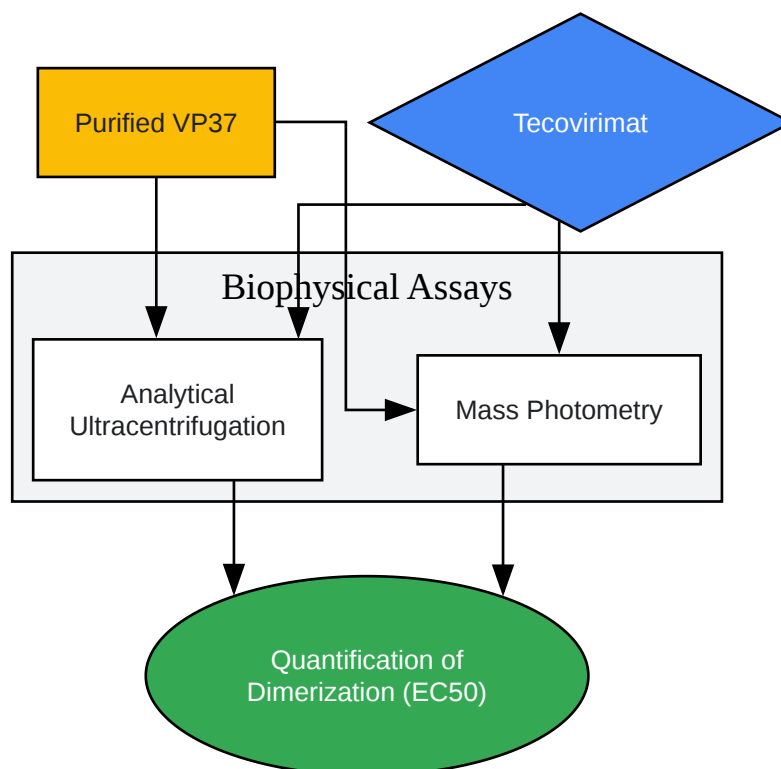 Purified VP37
Tecovirimat
Biophysical Assays
Analytical
Ultracentrifugation
Mass Photometry
Quantification of
Dimerization (EC50)